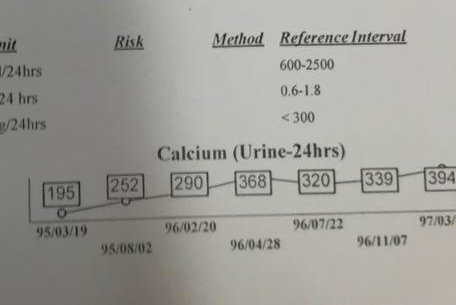 Risk Method Reference Interval
/24hrs 600-2500
24 hrs 0.6-1.8
g/24hrs < 300
Calcium (Urine-24hrs)
195 252 290 368 320 339 394
95/03/19 95/08/02 96/02/20 96/04/28 96/07/22 96/11/07 97/03/